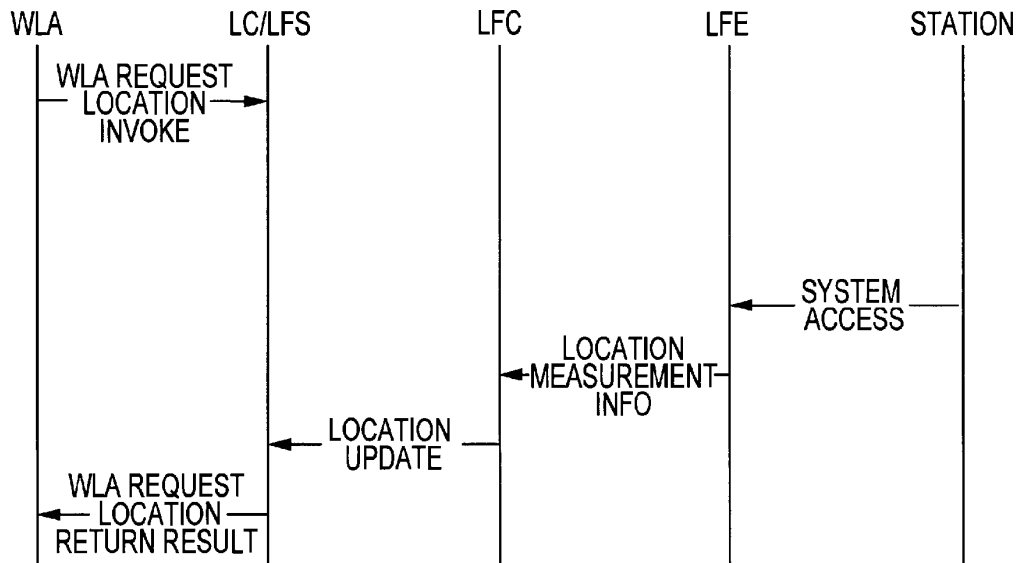 WLA LC/LFS LFC LFE STATION
WLA REQUEST
LOCATION
INVOKE
SYSTEM
ACCESS
LOCATION
MEASUREMENT
INFO
LOCATION
UPDATE
WLA REQUEST
LOCATION
RETURN RESULT